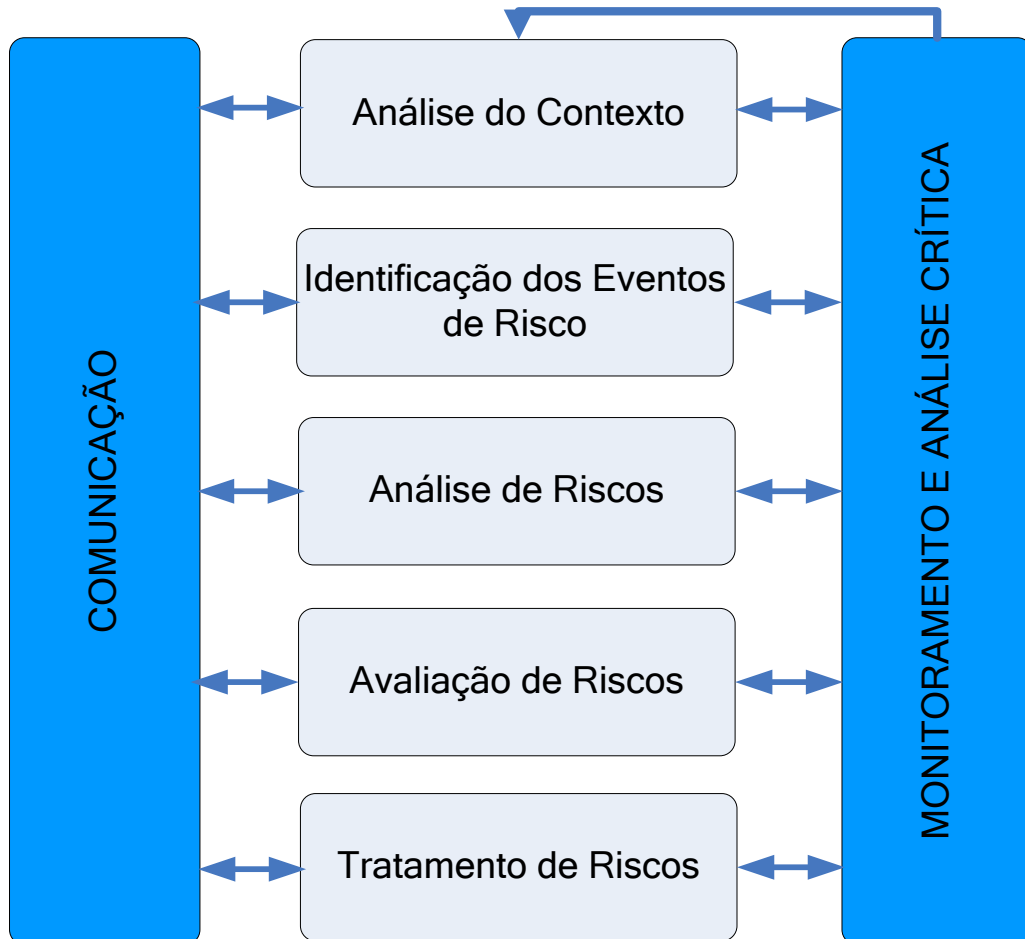 COMUNICAÇÃO
Análise do Contexto
Identificação dos Eventos
de Risco
Análise de Riscos
Avaliação de Riscos
Tratamento de Riscos
MONITORAMENTO E ANÁLISE CRÍTICA